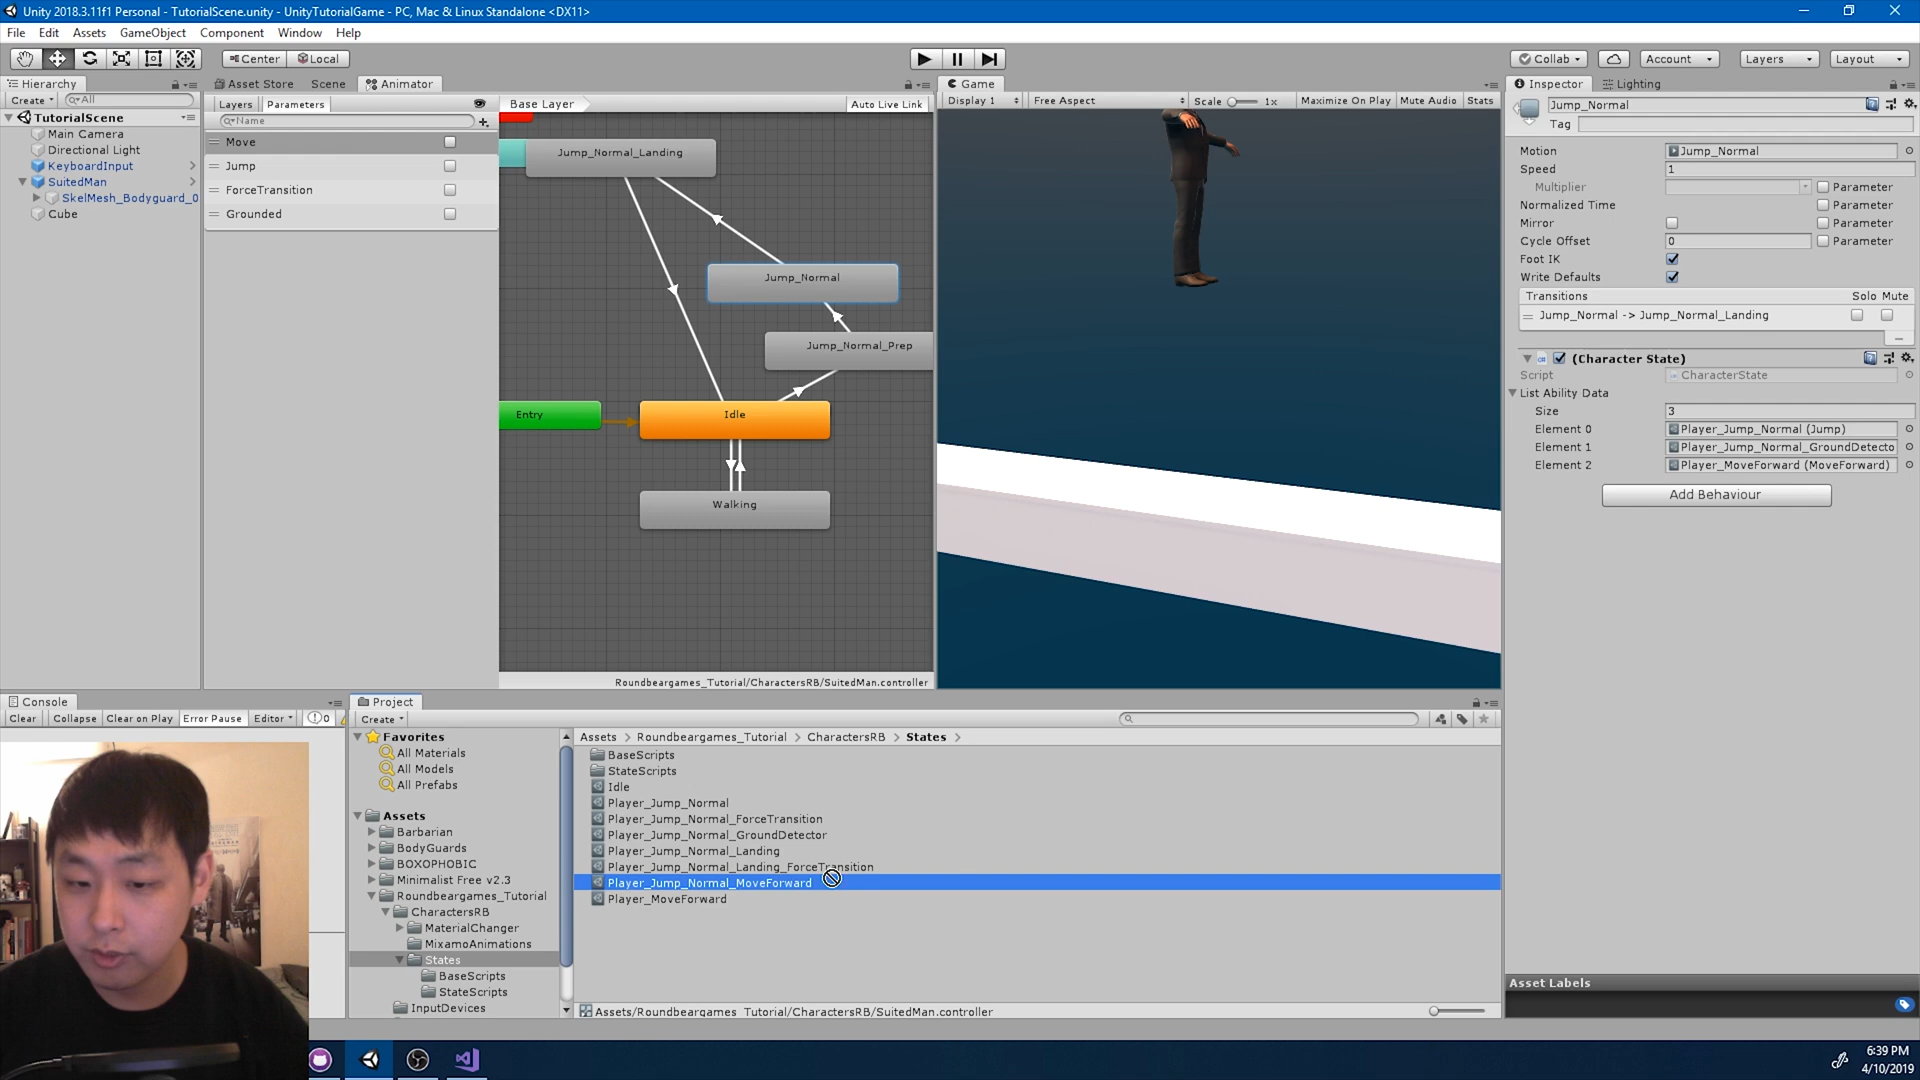 Unity 2018.3.11f1 Personal - TutorialScene.unity - UnityTutorialGame - PC, Mac & Linux Standalone <DX11>
File Edit Assets GameObject Component Window Help
Center Local
Collab Account Layers Layout
Hierarchy
Create All
TutorialScene
Main Camera
Directional Light
KeyboardInput
SuitedMan
SkelMesh_Bodyguard_0
Cube
Asset Store Scene Animator
Layers Parameters
Name
Move
Jump
ForceTransition
Grounded
Base Layer Auto Live Link
Jump_Normal_Landing
Jump_Normal
Jump_Normal_Prep
Entry
Idle
Walking
Roundbeargames_Tutorial/CharactersRB/SuitedMan.controller
Game
Display 1 Free Aspect Scale 1x Maximize On Play Mute Audio Stats
Inspector Lighting
Jump_Normal
Tag
Motion Jump_Normal
Speed 1
Multiplier Parameter
Normalized Time Parameter
Mirror Parameter
Cycle Offset 0 Parameter
Foot IK
Write Defaults
Transitions Solo Mute
Jump_Normal -> Jump_Normal_Landing
(Character State)
Script CharacterState
List Ability Data
Size 3
Element 0 Player_Jump_Normal (Jump)
Element 1 Player_Jump_Normal_GroundDetecto
Element 2 Player_MoveForward (MoveForward)
Add Behaviour
Asset Labels
Console
Clear Collapse Clear on Play Error Pause Editor 0
Project
Create
Favorites
All Materials
All Models
All Prefabs
Assets
Barbarian
BodyGuards
BOXOPHOBIC
Minimalist Free v2.3
Roundbeargames_Tutorial
CharactersRB
MaterialChanger
MixamoAnimations
States
BaseScripts
StateScripts
InputDevices
Assets > Roundbeargames_Tutorial > CharactersRB > States >
BaseScripts
StateScripts
Idle
Player_Jump_Normal
Player_Jump_Normal_ForceTransition
Player_Jump_Normal_GroundDetector
Player_Jump_Normal_Landing
Player_Jump_Normal_Landing_ForceTransition
Player_Jump_Normal_MoveForward
Player_MoveForward
Assets/Roundbeargames_Tutorial/CharactersRB/SuitedMan.controller
6:39 PM
4/10/2019